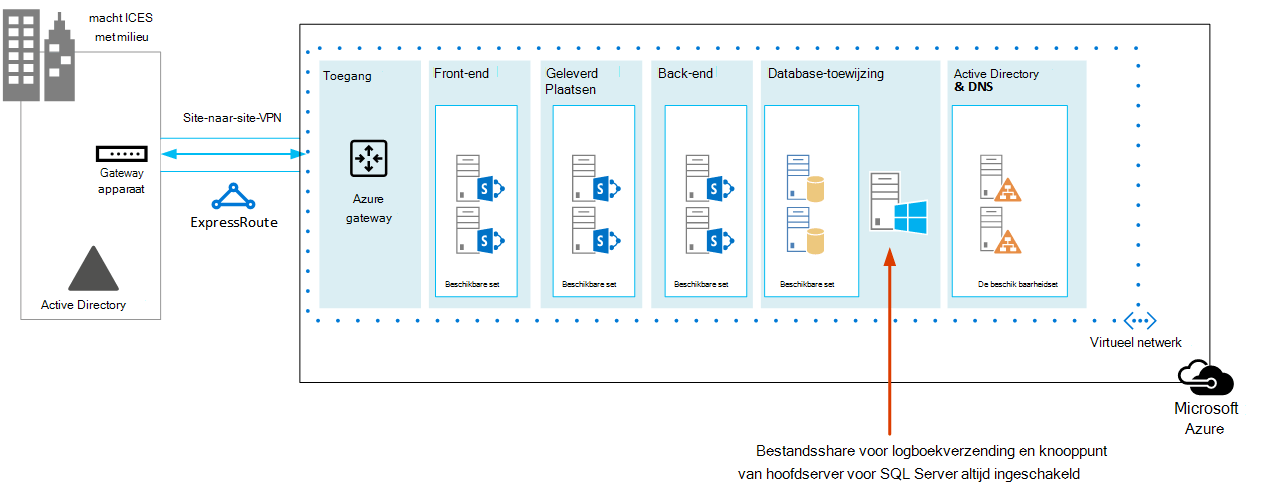 macht ICES
met milieu
Site-naar-site-VPN
Gateway
apparaat
ExpressRoute
Active Directory
Toegang
Azure
gateway
Front-end
Beschikbare set
Geleverd
Plaatsen
Beschikbare set
Back-end
Beschikbare set
Database-toewijzing
Beschikbare set
Active Directory
& DNS
De beschik baarheidset
Virtueel netwerk
Microsoft
Azure
Bestandsshare voor logboekverzending en knooppunt
van hoofdserver voor SQL Server altijd ingeschakeld